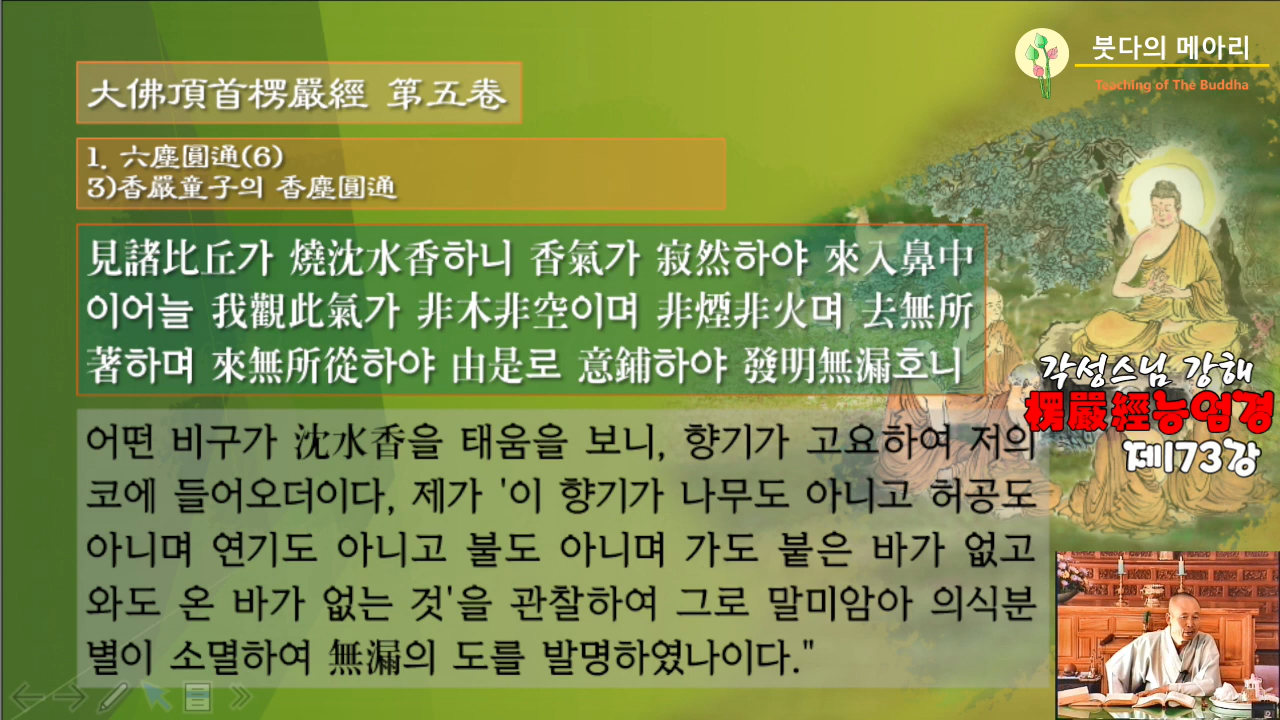 大佛頂首楞嚴經 第五卷
1. 六塵圓通(6)
3)香嚴童子의 香塵圓通
見諸比丘가 燒沈水香하니 香氣가 寂然하야 來入鼻中
이어늘 我觀此氣가 非木非空이며 非煙非火며 去無所
著하며 來無所從하야 由是로 意銷하야 發明無漏호니
어떤 비구가 沈水香을 태움을 보니, 향기가 고요하여 저의
코에 들어오더이다, 제가 '이 향기가 나무도 아니고 허공도
아니며 연기도 아니고 불도 아니며 가도 붙은 바가 없고
와도 온 바가 없는 것'을 관찰하여 그로 말미암아 의식분
별이 소멸하여 無漏의 도를 발명하였나이다."
붓다의 메아리
Teaching of The Buddha
각성스님 강해
楞嚴經능엄경
제173강